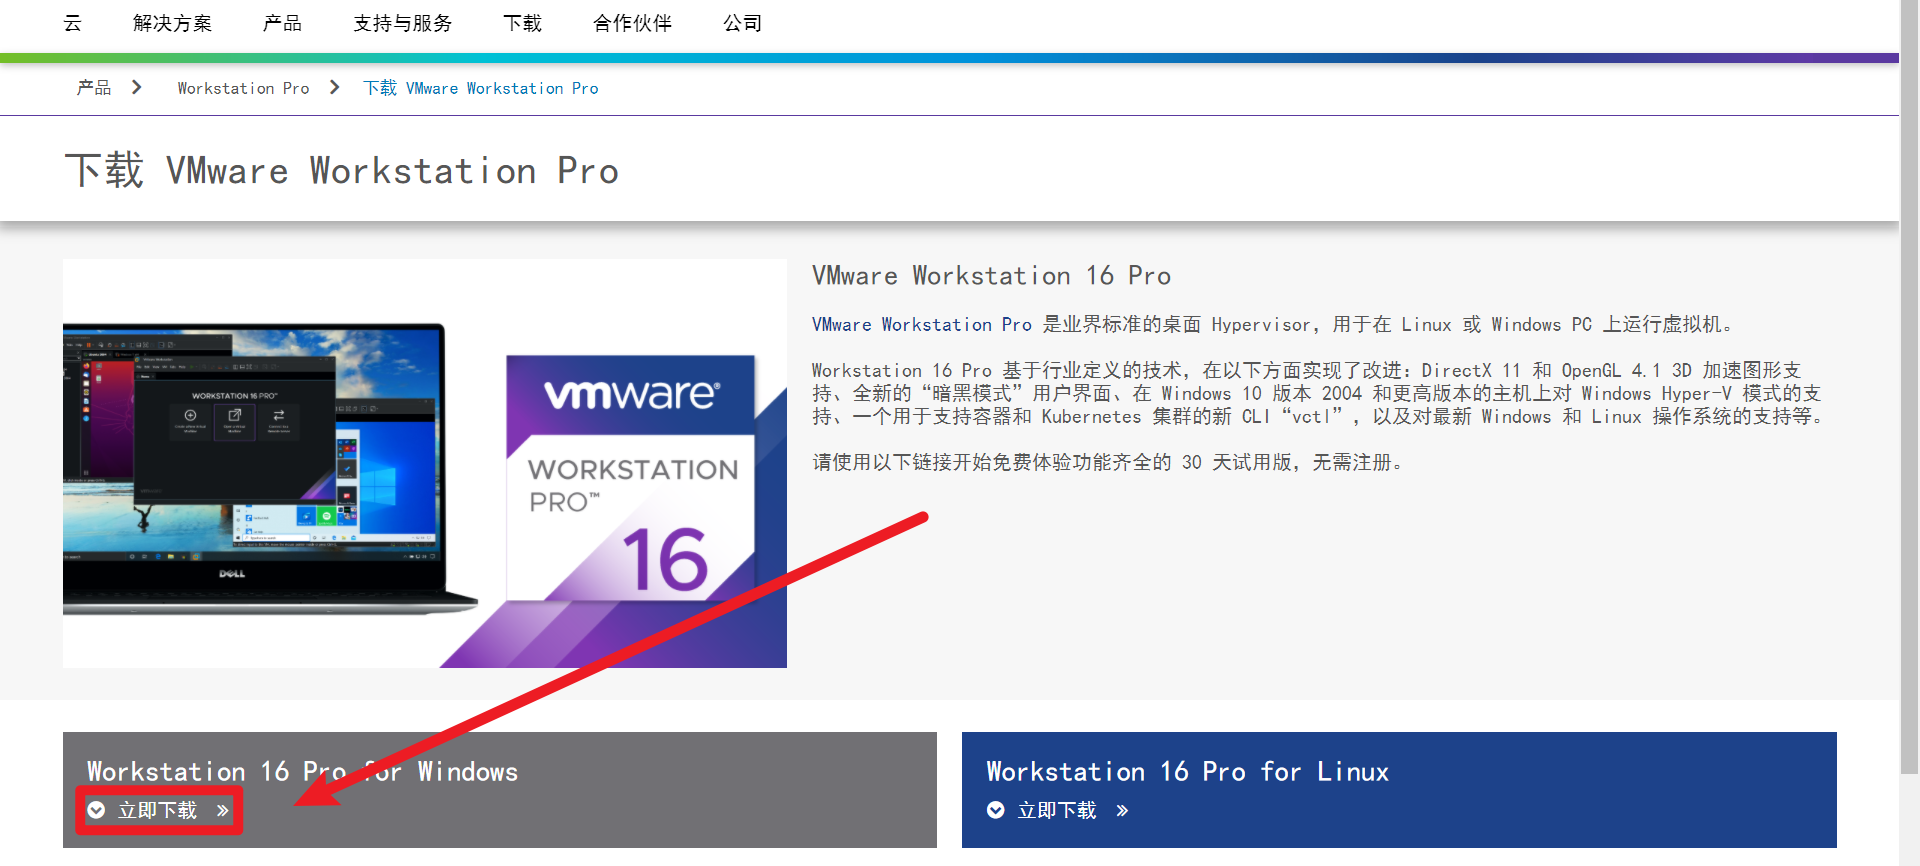 云 解决方案 产品 支持与服务 下载 合作伙伴 公司
产品 Workstation Pro 下载 VMware Workstation Pro
下载 VMware Workstation Pro
WORKSTATION 16 PRO™
DELL
vmware®
WORKSTATION
PRO™
16
VMware Workstation 16 Pro
VMware Workstation Pro 是业界标准的桌面 Hypervisor，用于在 Linux 或 Windows PC 上运行虚拟机。
Workstation 16 Pro 基于行业定义的技术，在以下方面实现了改进：DirectX 11 和 OpenGL 4.1 3D 加速图形支
持、全新的“暗黑模式”用户界面、在 Windows 10 版本 2004 和更高版本的主机上对 Windows Hyper-V 模式的支
持、一个用于支持容器和 Kubernetes 集群的新 CLI“vctl”，以及对最新 Windows 和 Linux 操作系统的支持等。
请使用以下链接开始免费体验功能齐全的 30 天试用版，无需注册。
Workstation 16 Pro for Windows
立即下载 »
Workstation 16 Pro for Linux
立即下载 »